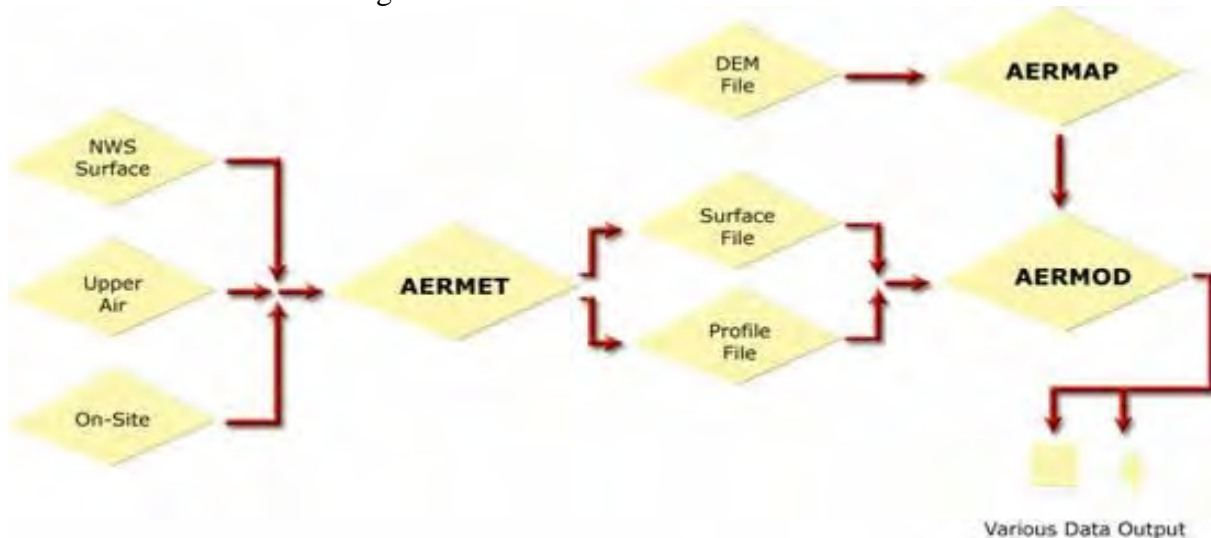 DEM
File
AERMAP
NWS
Surface
Surface
File
Upper
Air
AERMET
AERMOD
Profile
File
On-Site
Various Data Output